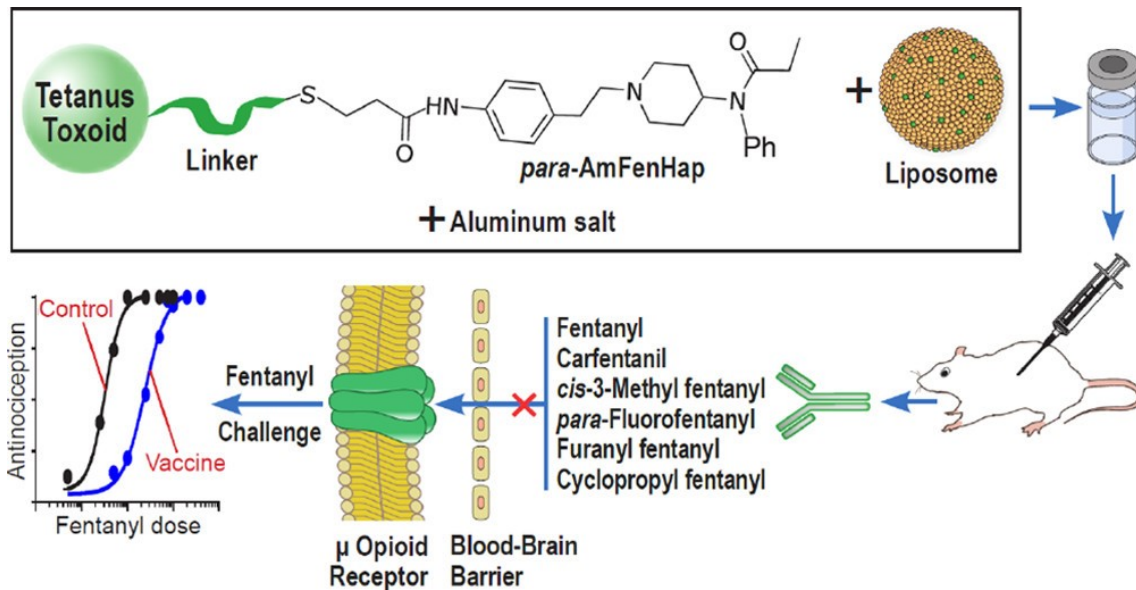 Tetanus
Toxoid
Linker
S
O
HN
N
O
N
Ph
para-AmFenHap
+
Liposome
+ Aluminum salt
Control
Vaccine
Antinociception
Fentanyl dose
Fentanyl
Challenge
μ Opioid
Receptor
Blood-Brain
Barrier
Fentanyl
Carfentanil
cis-3-Methyl fentanyl
para-Fluorofentanyl
Furanyl fentanyl
Cyclopropyl fentanyl